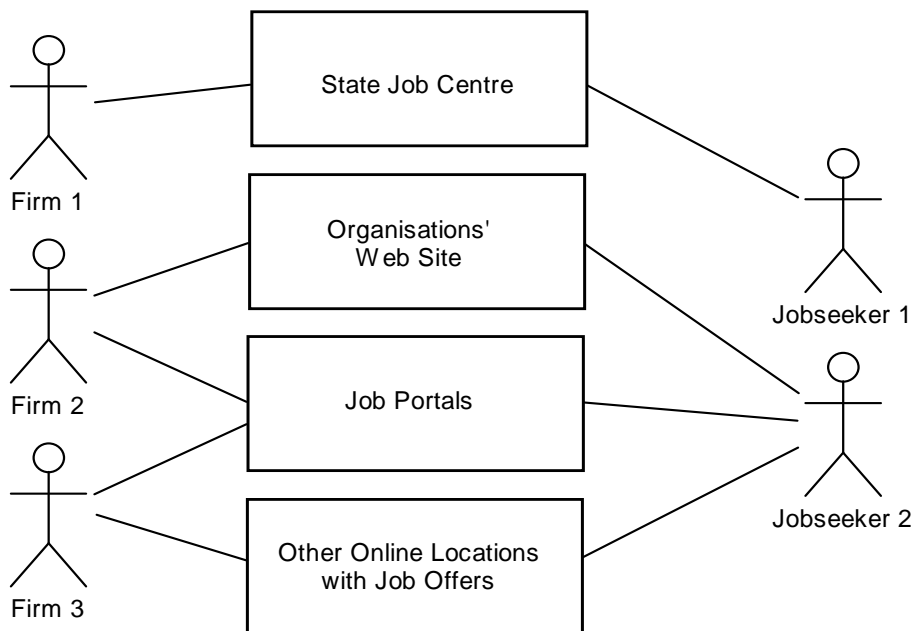 State Job Centre
Firm 1
Organisations'
Web Site
Jobseeker 1
Firm 2
Job Portals
Jobseeker 2
Other Online Locations
with Job Offers
Firm 3